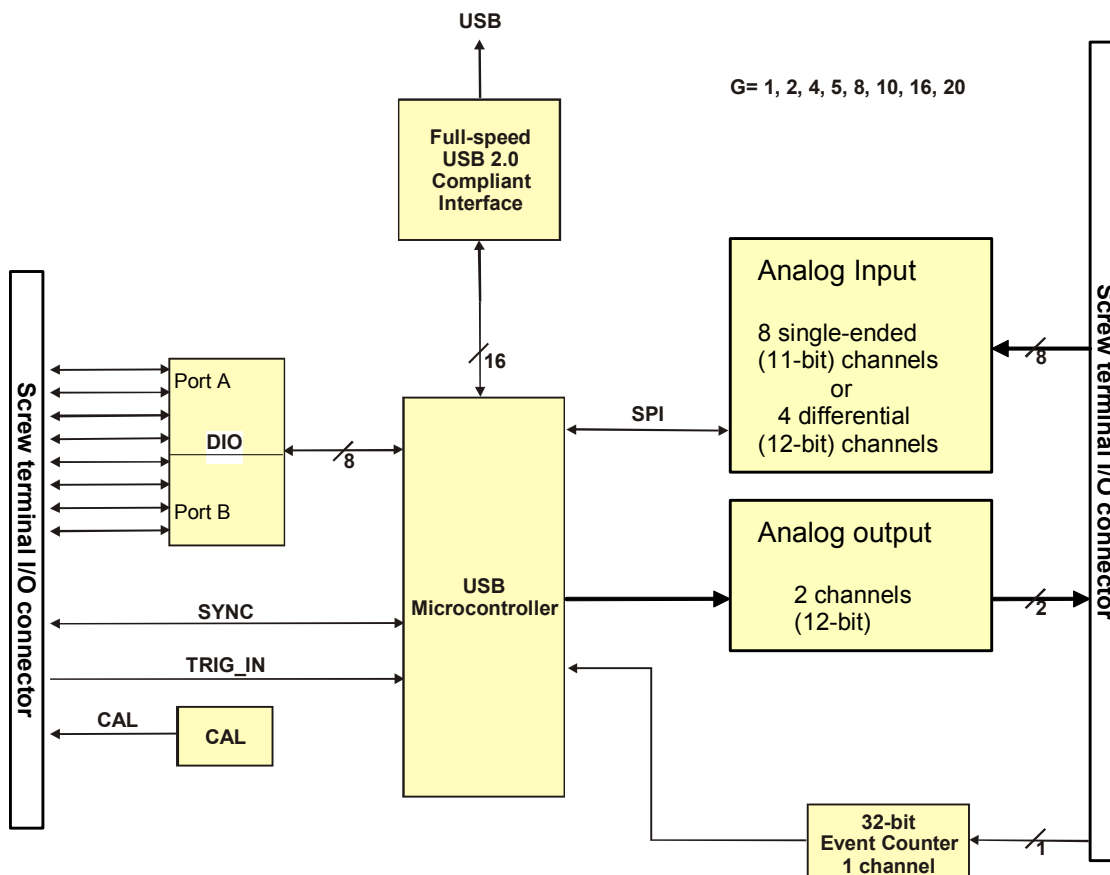 USB
G= 1, 2, 4, 5, 8, 10, 16, 20
Full-speed
USB 2.0
Compliant
Interface
16
Screw terminal I/O connector
Port A
DIO
Port B
8
SYNC
TRIG_IN
CAL
CAL
USB
Microcontroller
SPI
Analog Input
8 single-ended
(11-bit) channels
or
4 differential
(12-bit) channels
8
Analog output
2 channels
(12-bit)
2
32-bit
Event Counter
1 channel
1
Screw terminal I/O connector